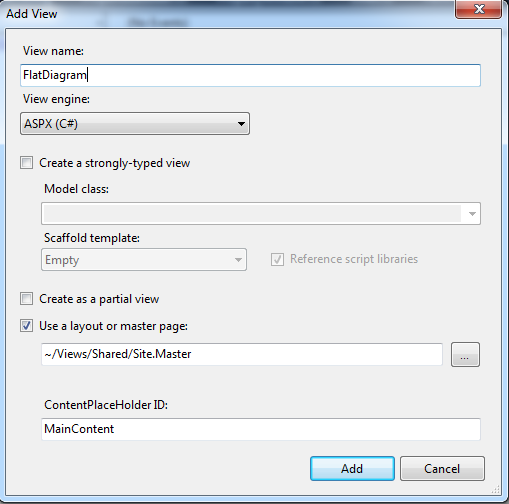 Add View
(No Events)
View name:
FlatDiagram
View engine:
ASPX (C#)
Create a strongly-typed view
Model class:
Scaffold template:
Empty
Reference script libraries
Create as a partial view
Use a layout or master page:
~/Views/Shared/Site.Master
...
ContentPlaceHolder ID:
MainContent
Add
Cancel